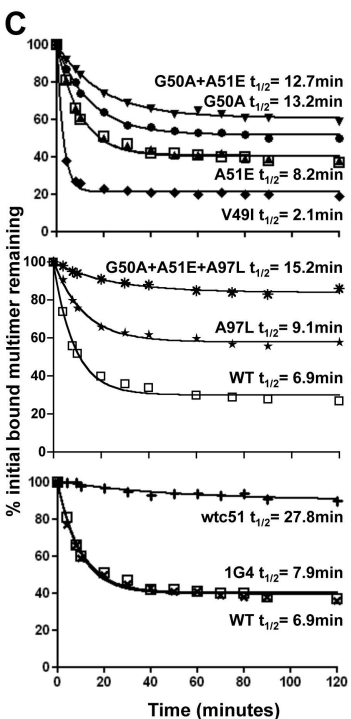 C
100
80
60
40
20
0
G50A+A51E t1/2= 12.7min
G50A t1/2= 13.2min
A51E t1/2= 8.2min
V49I t1/2= 2.1min
100
80
60
40
20
0
G50A+A51E+A97L t1/2= 15.2min
A97L t1/2= 9.1min
WT t1/2= 6.9min
100
80
60
40
20
0
wtc51 t1/2= 27.8min
1G4 t1/2= 7.9min
WT t1/2= 6.9min
0 20 40 60 80 100 120
Time (minutes)
% initial bound multimer remaining